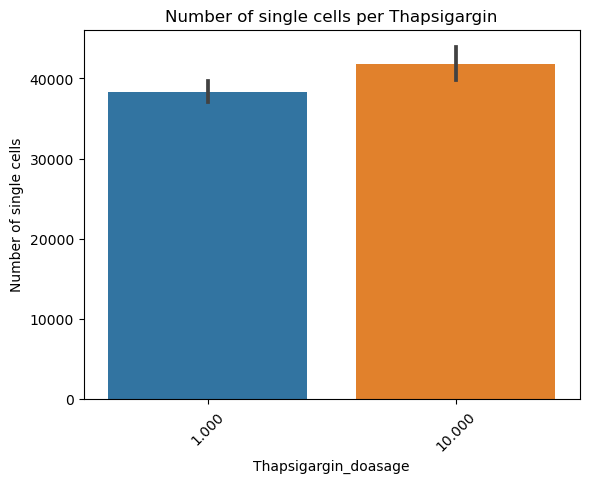 Number of single cells per Thapsigargin
Number of single cells
40000
30000
20000
10000
0
1.000
10.000
Thapsigargin_doasage